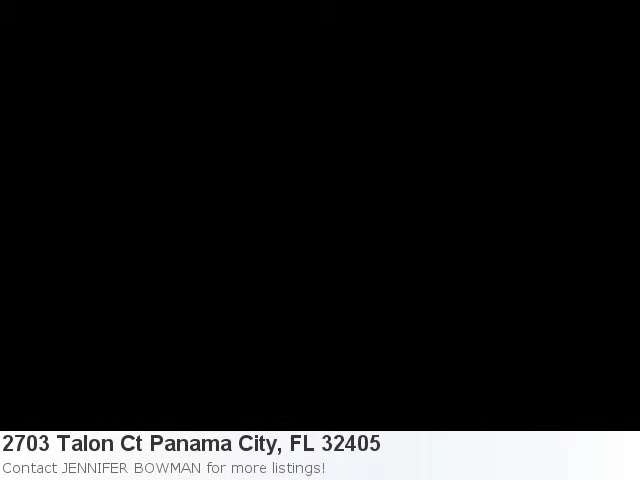 2703 Talon Ct Panama City, FL 32405
Contact JENNIFER BOWMAN for more listings!